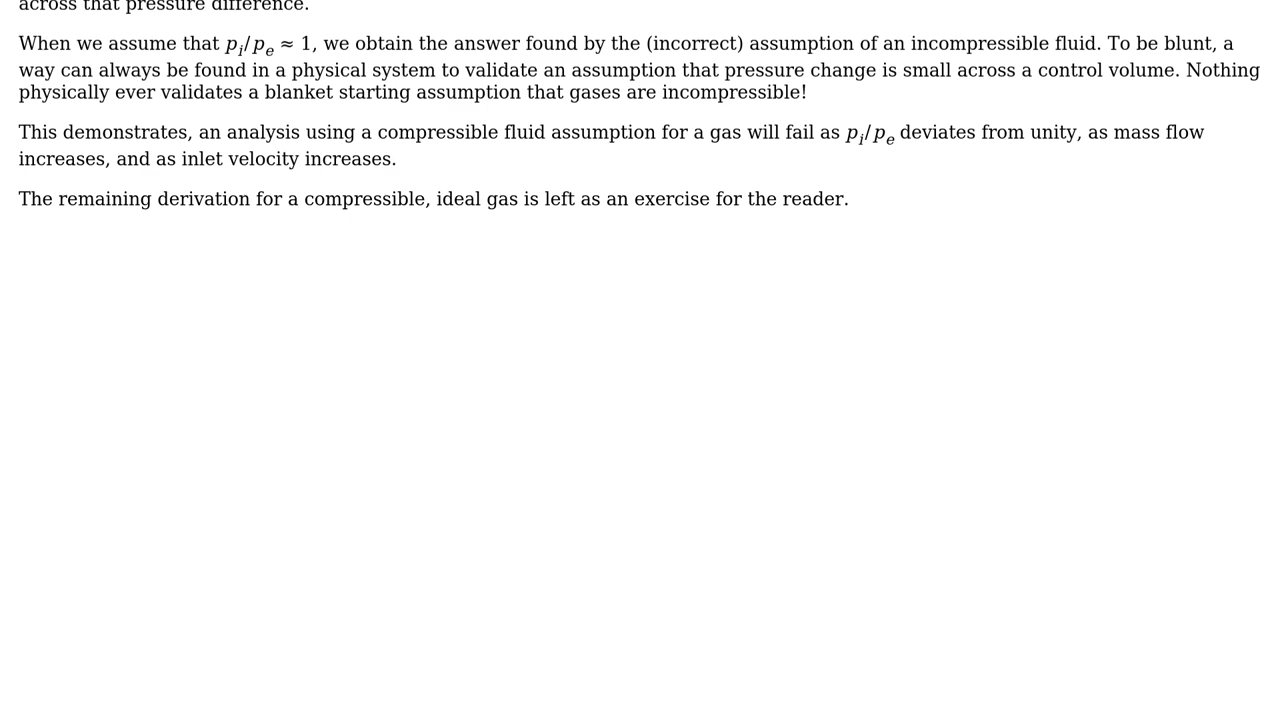 across that pressure difference.
When we assume that p_i/p_e ≈ 1, we obtain the answer found by the (incorrect) assumption of an incompressible fluid. To be blunt, a
way can always be found in a physical system to validate an assumption that pressure change is small across a control volume. Nothing
physically ever validates a blanket starting assumption that gases are incompressible!
This demonstrates, an analysis using a compressible fluid assumption for a gas will fail as p_i/p_e deviates from unity, as mass flow
increases, and as inlet velocity increases.
The remaining derivation for a compressible, ideal gas is left as an exercise for the reader.